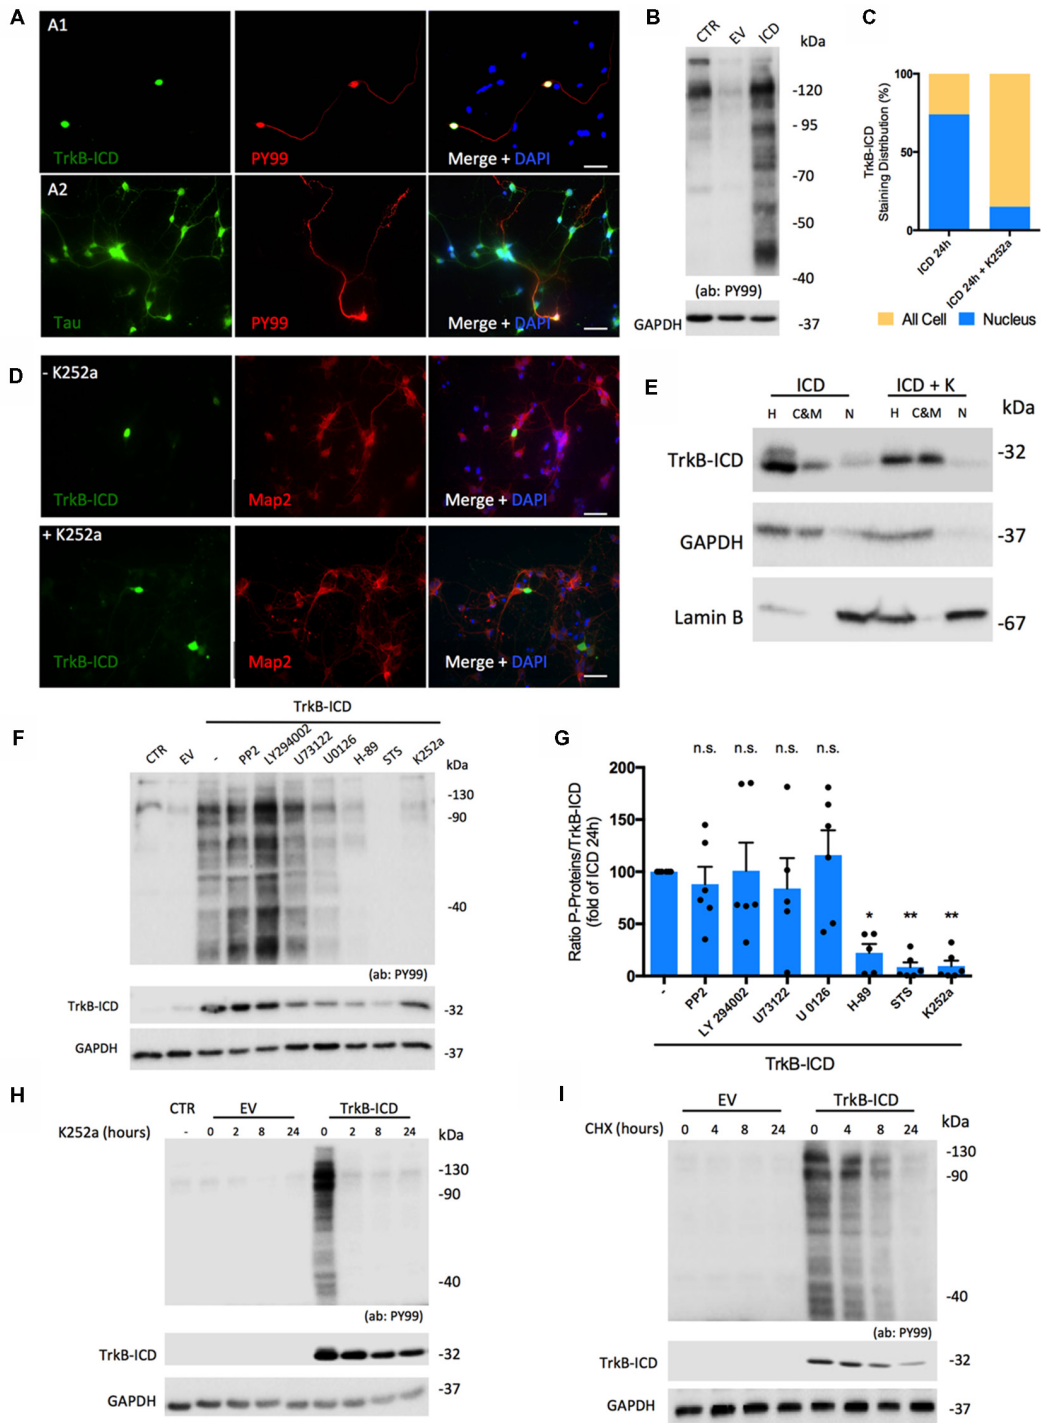 A
A1
TrkB-ICD
PY99
Merge + DAPI
A2
Tau
PY99
Merge + DAPI
B
CTR
EV
ICD
kDa
-120
- 95
-70
-50
-40
(ab: PY99)
GAPDH
-37
C
TrkB-ICD
Staining Distribution (%)
100
50
0
ICD 24h
ICD 24h + K252a
All Cell
Nucleus
D
- K252a
TrkB-ICD
Map2
Merge + DAPI
+ K252a
TrkB-ICD
Map2
Merge + DAPI
E
ICD
ICD + K
H C&M N H C&M N
kDa
TrkB-ICD
-32
GAPDH
-37
Lamin B
-67
F
TrkB-ICD
CTR
EV
-
PP2
LY294002
U73122
U0126
H-89
STS
K252a
kDa
-130
-90
-40
(ab: PY99)
TrkB-ICD
-32
GAPDH
-37
G
Ratio P-Proteins/TrkB-ICD
(fold of ICD 24h)
200
150
100
50
0
n.s. n.s. n.s. n.s.
* ** **
-
PP2
LY 294002
U73122
U 0126
H-89
STS
K252a
TrkB-ICD
H
CTR EV TrkB-ICD
K252a (hours) - 0 2 8 24 0 2 8 24
kDa
-130
-90
-40
(ab: PY99)
TrkB-ICD
-32
GAPDH
-37
I
EV TrkB-ICD
CHX (hours) 0 4 8 24 0 4 8 24
kDa
-130
-90
-40
(ab: PY99)
TrkB-ICD
-32
GAPDH
-37